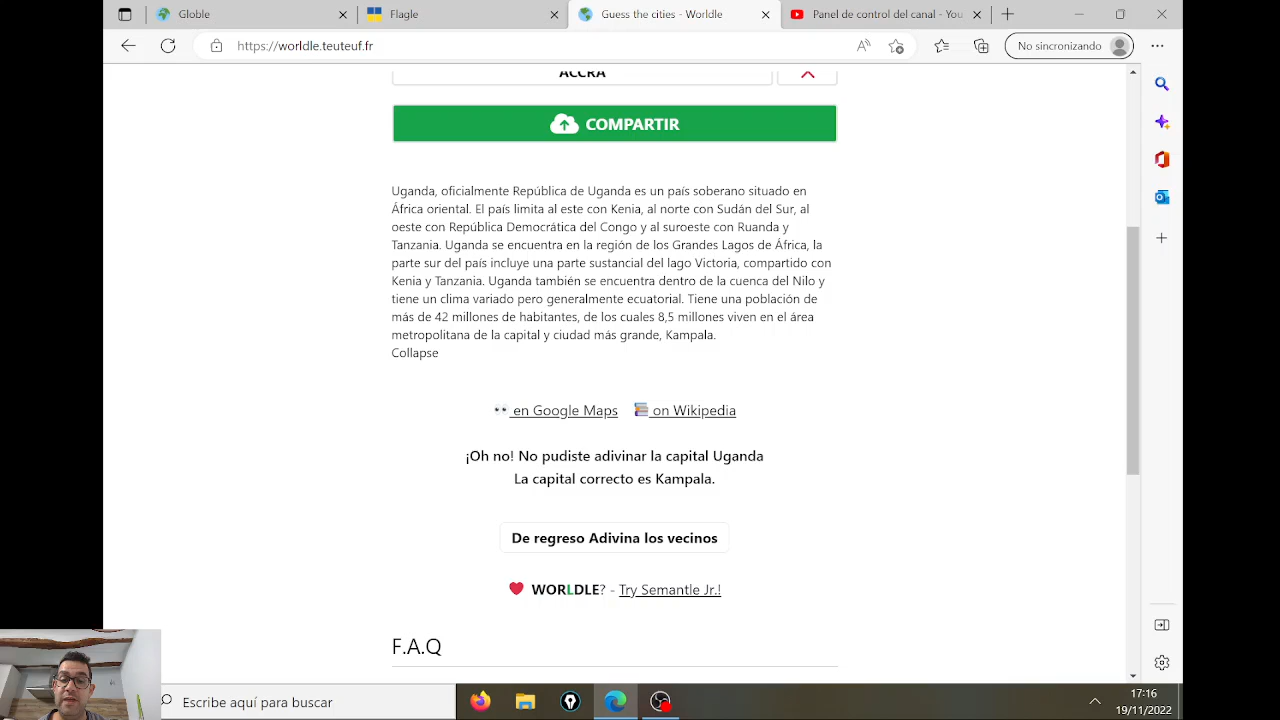 Globle
Flagle
Guess the cities - Worldle
Panel de control del canal - You
https://worldle.teuteuf.fr
No sincronizando
ACCRA
COMPARTIR
Uganda, oficialmente República de Uganda es un país soberano situado en
África oriental. El país limita al este con Kenia, al norte con Sudán del Sur, al
oeste con República Democrática del Congo y al suroeste con Ruanda y
Tanzania. Uganda se encuentra en la región de los Grandes Lagos de África, la
parte sur del país incluye una parte sustancial del lago Victoria, compartido con
Kenia y Tanzania. Uganda también se encuentra dentro de la cuenca del Nilo y
tiene un clima variado pero generalmente ecuatorial. Tiene una población de
más de 42 millones de habitantes, de los cuales 8,5 millones viven en el área
metropolitana de la capital y ciudad más grande, Kampala.
Collapse
en Google Maps on Wikipedia
¡Oh no! No pudiste adivinar la capital Uganda
La capital correcto es Kampala.
De regreso Adivina los vecinos
WORLDLE? - Try Semantle Jr.!
F.A.Q
Escribe aquí para buscar
17:16
19/11/2022